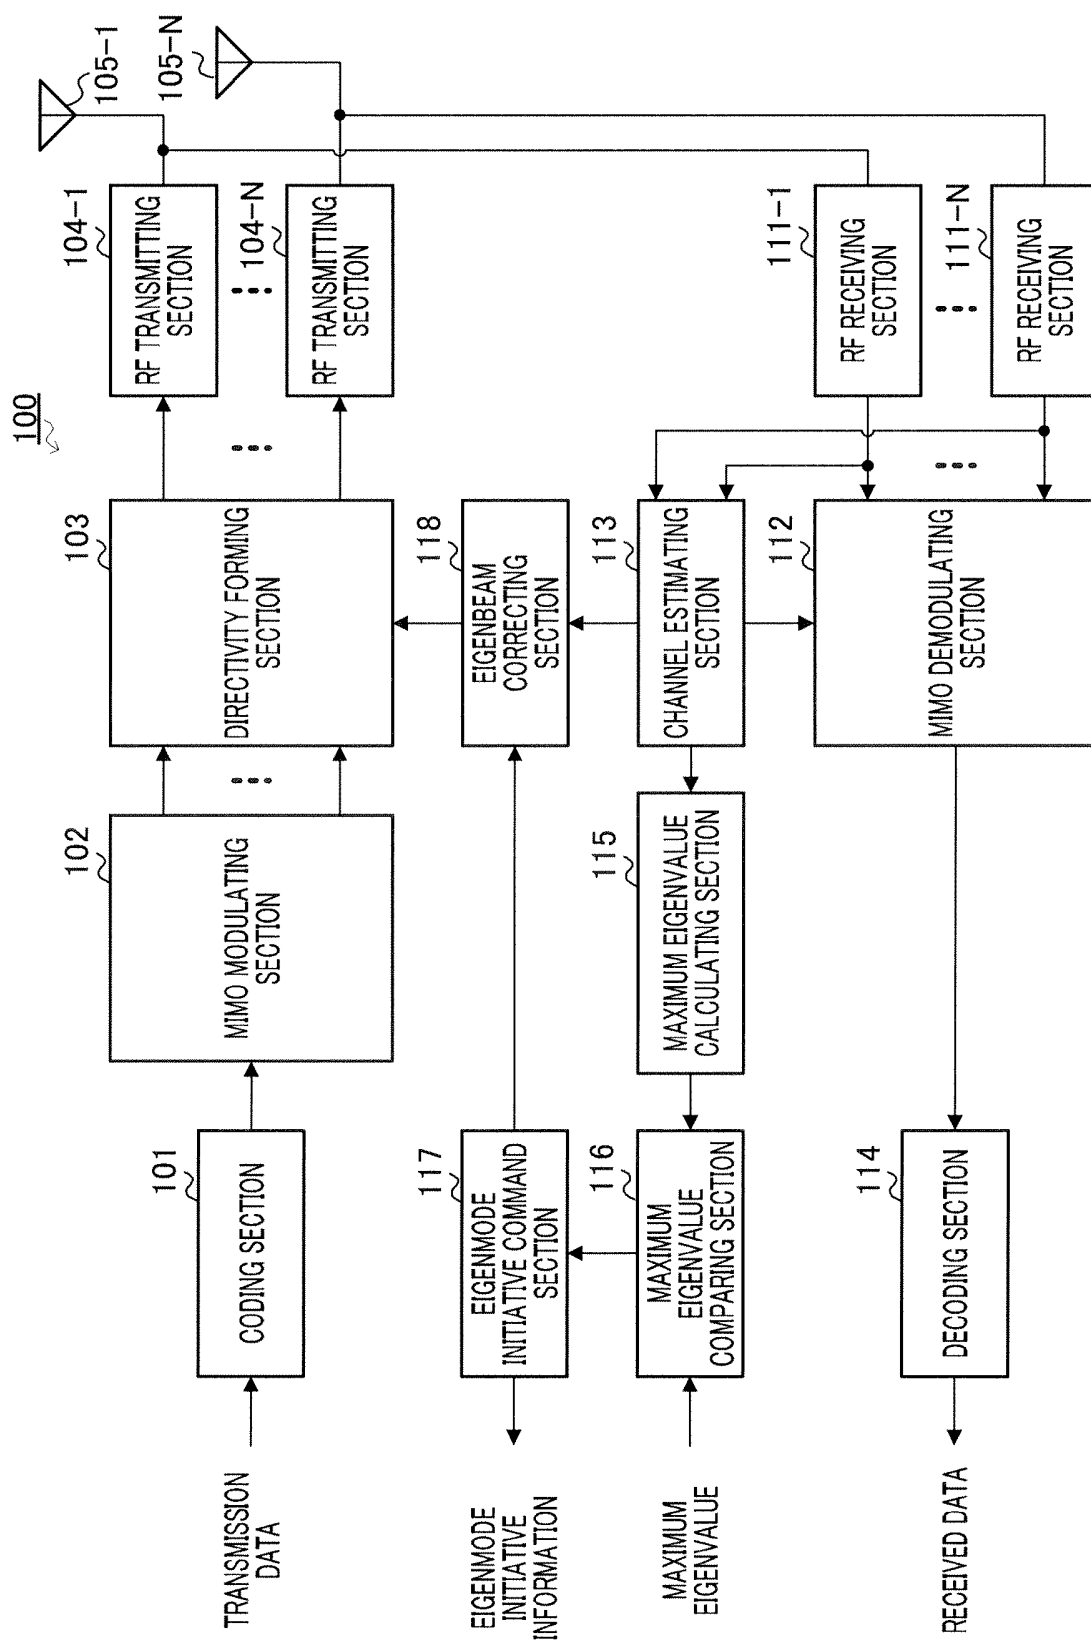 100
TRANSMISSION
DATA
101
CODING SECTION
102
MIMO MODULATING
SECTION
103
DIRECTIVITY FORMING
SECTION
104-1
RF TRANSMITTING
SECTION
104-N
RF TRANSMITTING
SECTION
105-1
105-N
EIGENMODE
INITIATIVE
INFORMATION
117
EIGENMODE
INITIATIVE COMMAND
SECTION
118
EIGENBEAM
CORRECTING
SECTION
MAXIMUM
EIGENVALUE
116
MAXIMUM
EIGENVALUE
COMPARING SECTION
115
MAXIMUM EIGENVALUE
CALCULATING SECTION
113
CHANNEL ESTIMATING
SECTION
111-1
RF RECEIVING
SECTION
RECEIVED DATA
114
DECODING SECTION
112
MIMO DEMODULATING
SECTION
111-N
RF RECEIVING
SECTION